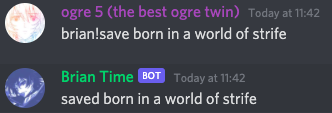 ogre 5 (the best ogre twin) Today at 11:42
brian!save born in a world of strife
Brian Time BOT Today at 11:42
saved born in a world of strife